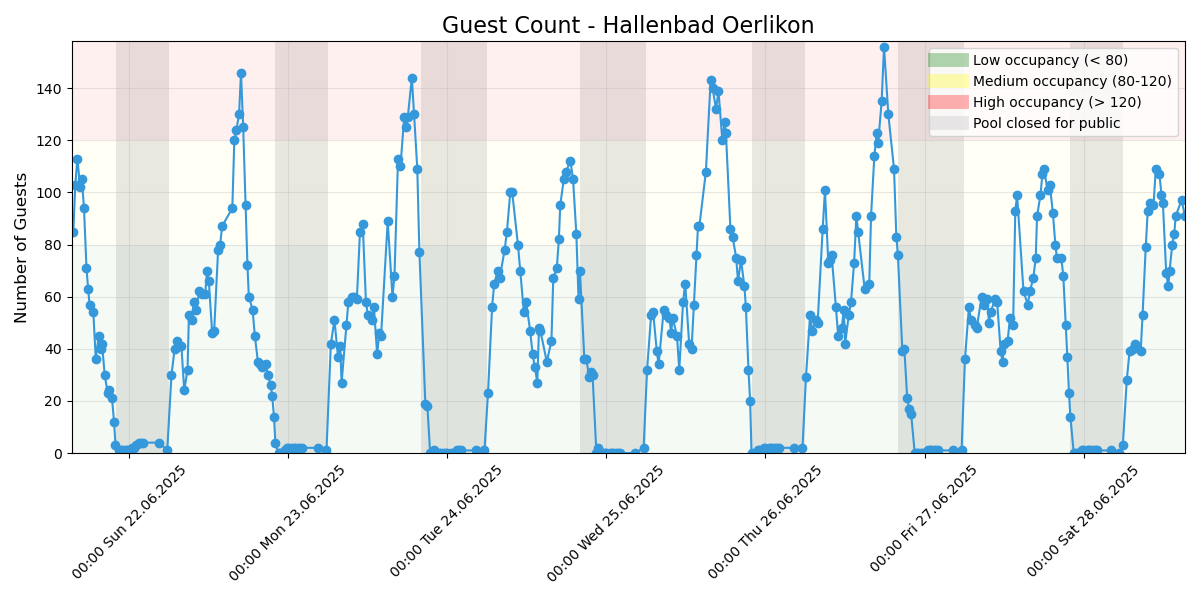 Guest Count - Hallenbad Oerlikon
Number of Guests
140
120
100
80
60
40
20
0
Low occupancy (< 80)
Medium occupancy (80-120)
High occupancy (> 120)
Pool closed for public
00:00 Sun 22.06.2025
00:00 Mon 23.06.2025
00:00 Tue 24.06.2025
00:00 Wed 25.06.2025
00:00 Thu 26.06.2025
00:00 Fri 27.06.2025
00:00 Sat 28.06.2025